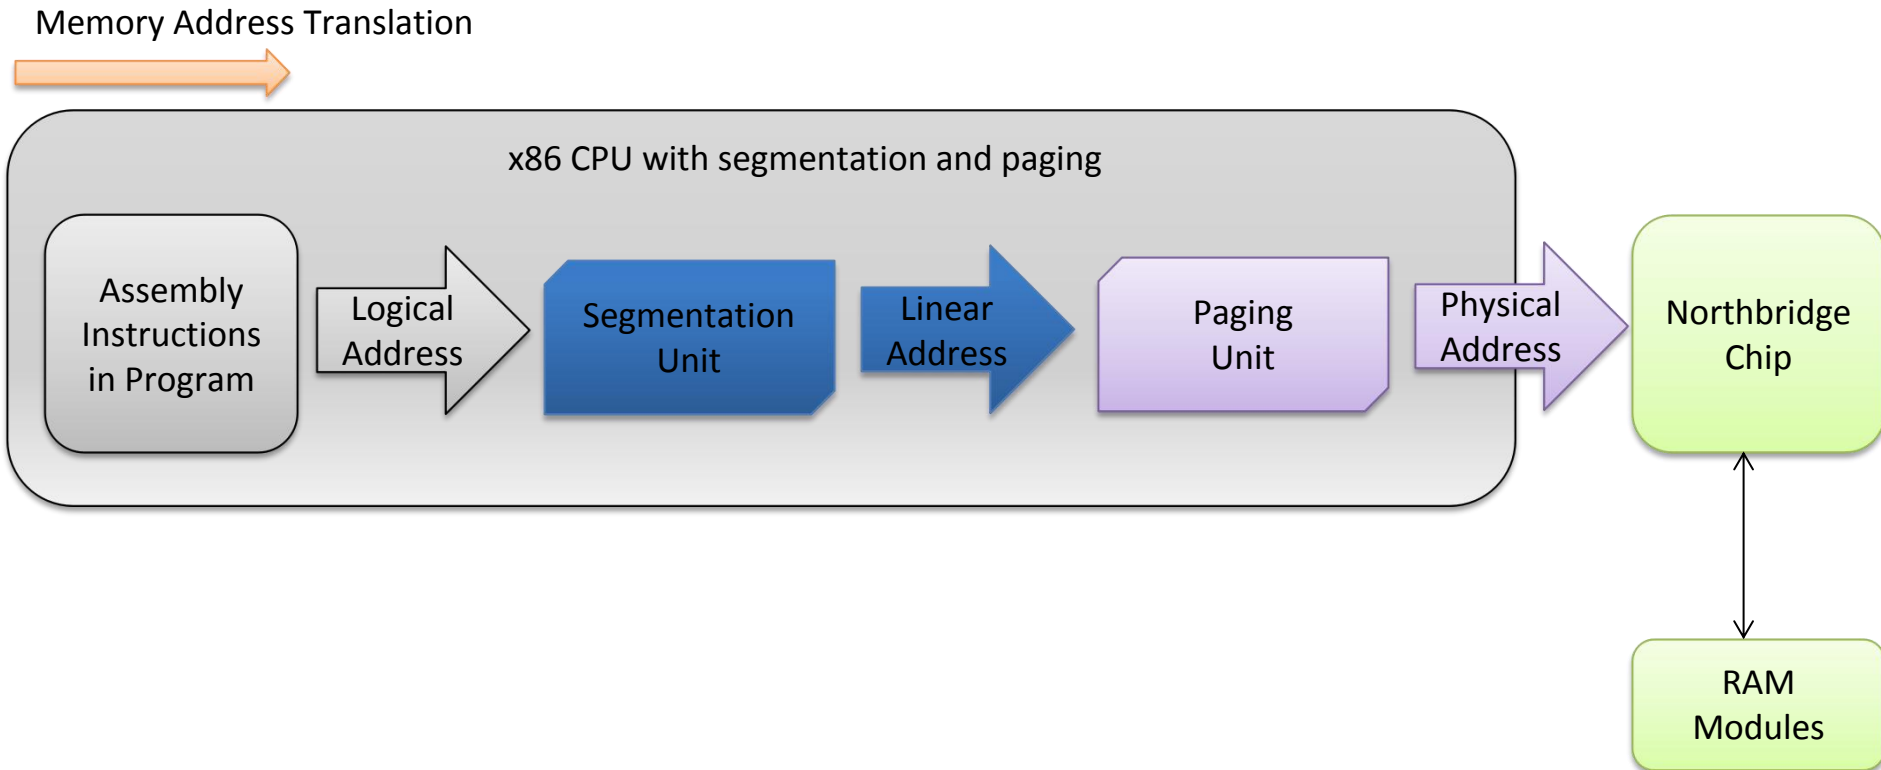 Memory Address Translation
x86 CPU with segmentation and paging
Assembly
Instructions
in Program
Logical
Address
Segmentation
Unit
Linear
Address
Paging
Unit
Physical
Address
Northbridge
Chip
RAM
Modules